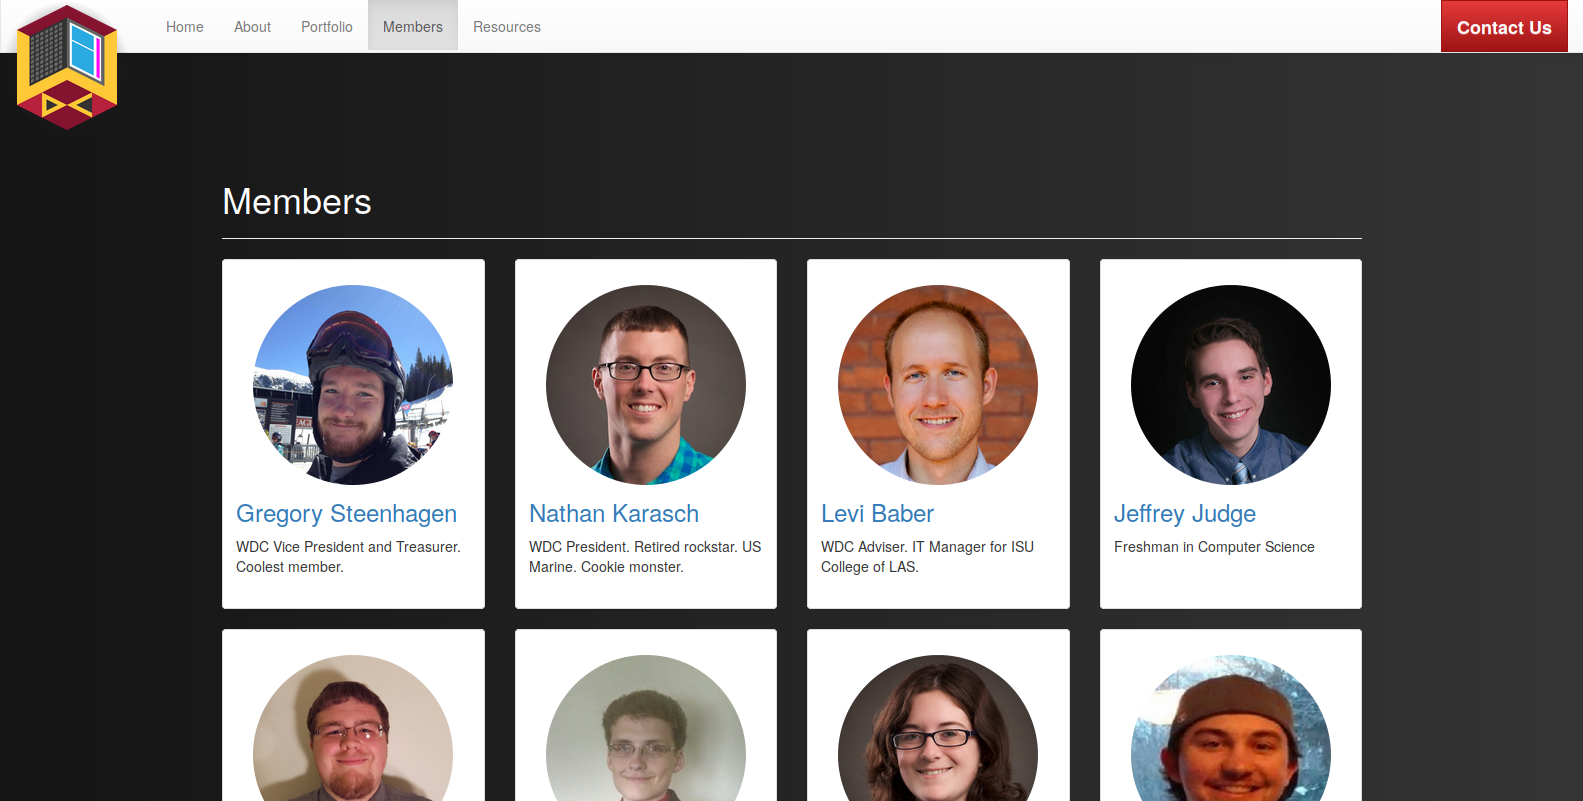 Home About Portfolio Members Resources Contact Us
Members
Gregory Steenhagen
WDC Vice President and Treasurer.
Coolest member.
Nathan Karasch
WDC President. Retired rockstar. US
Marine. Cookie monster.
Levi Baber
WDC Adviser. IT Manager for ISU
College of LAS.
Jeffrey Judge
Freshman in Computer Science